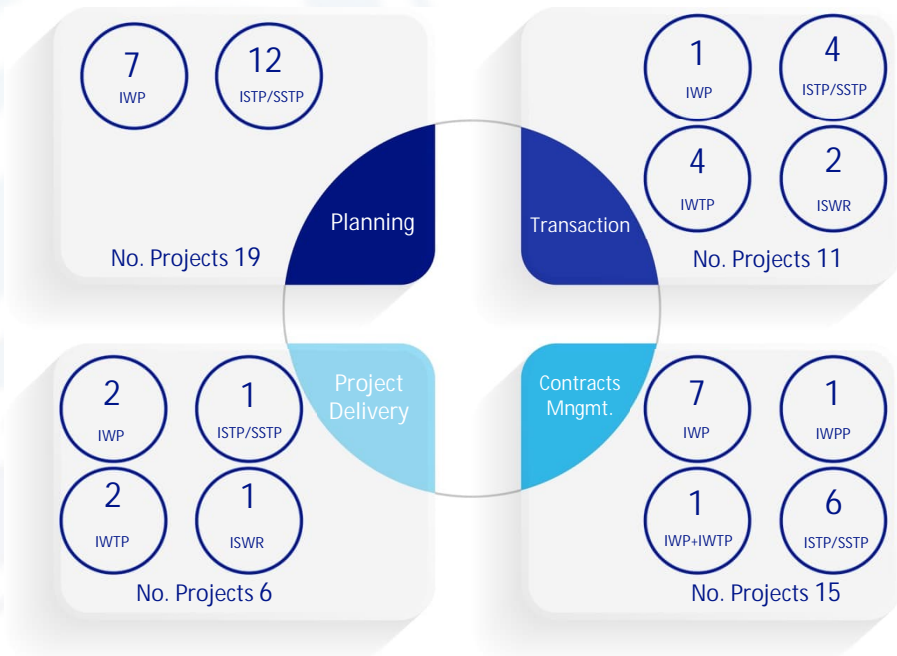 7
IWP
12
ISTP/SSTP
Planning
No. Projects 19
1
IWP
4
ISTP/SSTP
4
IWTP
2
ISWR
Transaction
No. Projects 11
2
IWP
1
ISTP/SSTP
2
IWTP
1
ISWR
Project
Delivery
No. Projects 6
Contracts
Mngmt.
7
IWP
1
IWPP
1
IWP+IWTP
6
ISTP/SSTP
No. Projects 15